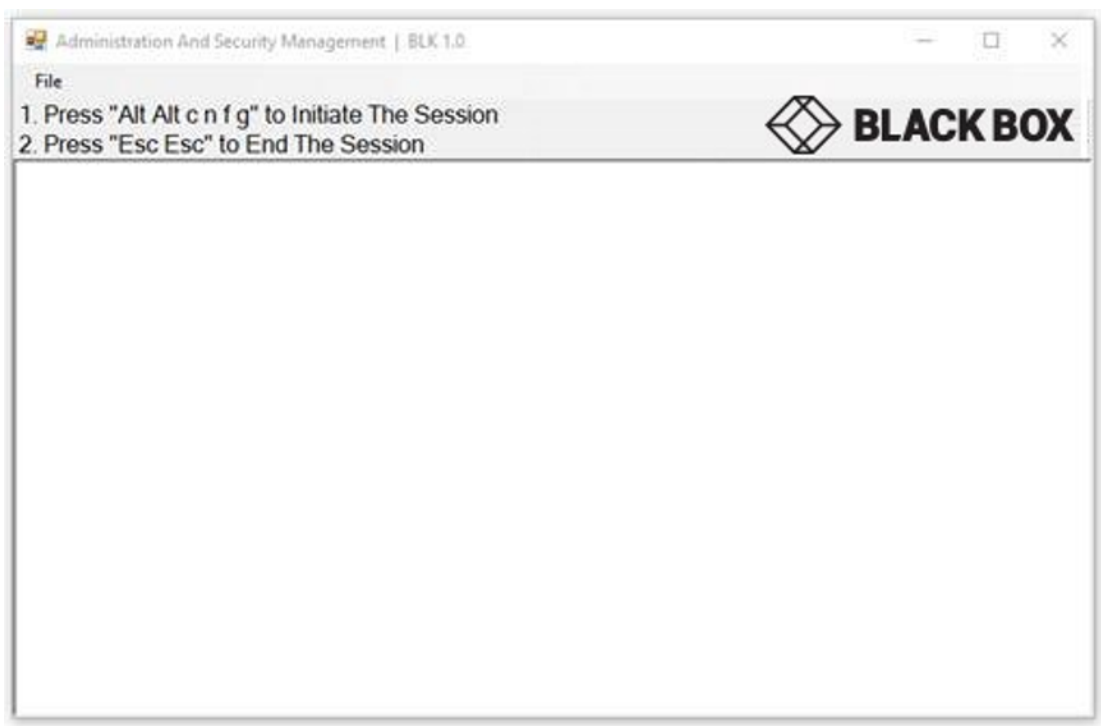 Administration And Security Management | BLK 1.0
File
1. Press "Alt Alt c n f g" to Initiate The Session
2. Press "Esc Esc" to End The Session
BLACK BOX